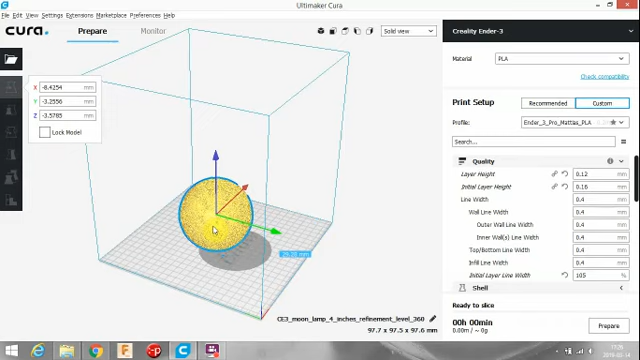 Ultimaker Cura
File Edit View Settings Extensions Marketplace Preferences Help
cura.
Prepare
Monitor
Solid view
Creality Ender-3
Material
PLA
Check compatibility
Print Setup
Recommended
Custom
Profile:
Ender_3_Pro_Mattias_PLA
Search...
Quality
Layer Height
0.12
Initial Layer Height
0.16
Line Width
0.4
Wall Line Width
0.4
Outer Wall Line Width
0.4
Inner Wall(s) Line Width
0.4
Top/Bottom Line Width
0.4
Infill Line Width
0.4
Initial Layer Line Width
105
Shell
X -8.4254 mm
Y -3.2556 mm
Z -3.5785 mm
Lock Model
CE3_moon_lamp_4_inches_refinement_level_360
97.7 x 97.5 x 97.6 mm
Ready to slice
00h 00min
0.00m / ~ 0g
Prepare